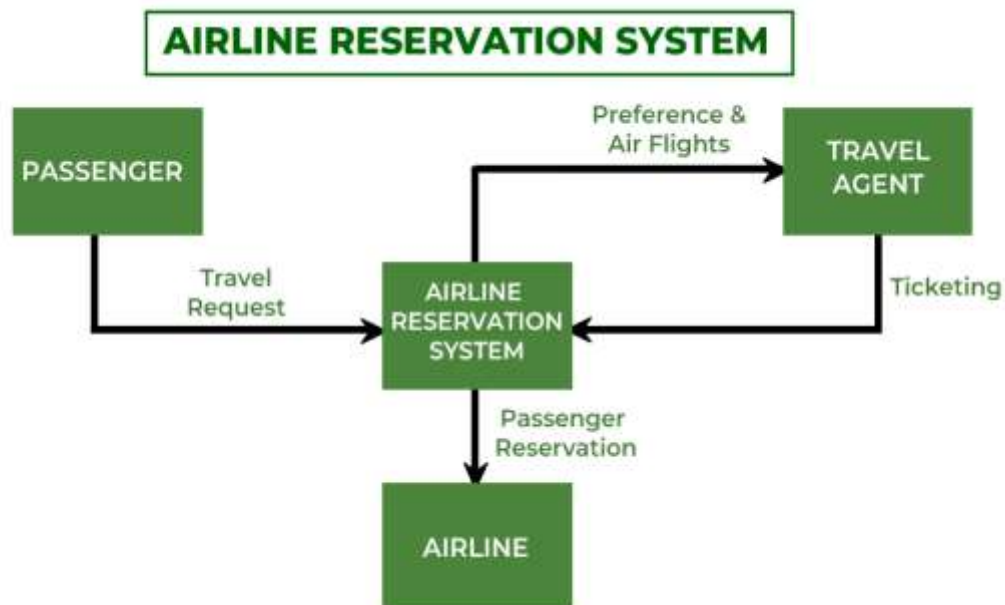 AIRLINE RESERVATION SYSTEM
PASSENGER
Preference &
Air Flights
TRAVEL
AGENT
Travel
Request
AIRLINE
RESERVATION
SYSTEM
Ticketing
Passenger
Reservation
AIRLINE